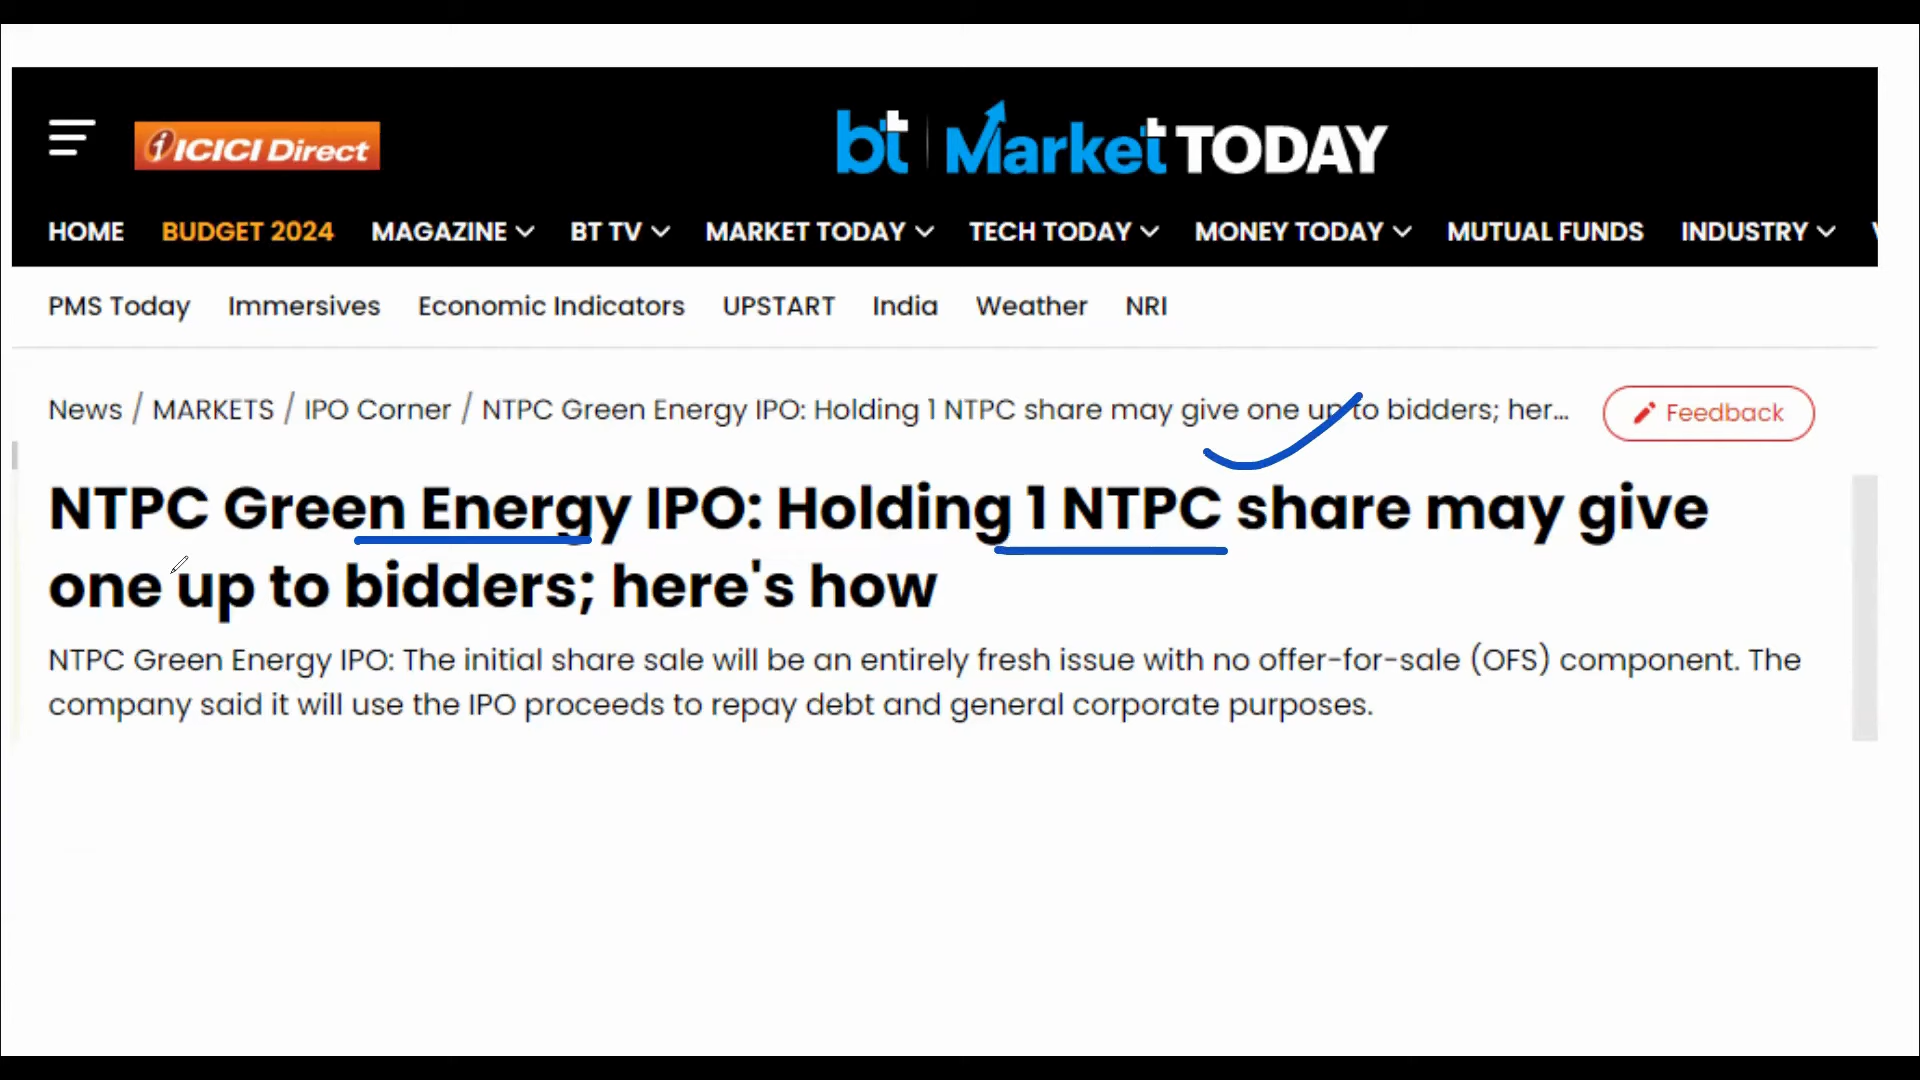 ICICI Direct
bt Market TODAY
HOME BUDGET 2024 MAGAZINE BT TV MARKET TODAY TECH TODAY MONEY TODAY MUTUAL FUNDS INDUSTRY
PMS Today Immersives Economic Indicators UPSTART India Weather NRI
News / MARKETS / IPO Corner / NTPC Green Energy IPO: Holding 1 NTPC share may give one up to bidders; her...
Feedback
NTPC Green Energy IPO: Holding 1 NTPC share may give
one up to bidders; here's how
NTPC Green Energy IPO: The initial share sale will be an entirely fresh issue with no offer-for-sale (OFS) component. The
company said it will use the IPO proceeds to repay debt and general corporate purposes.